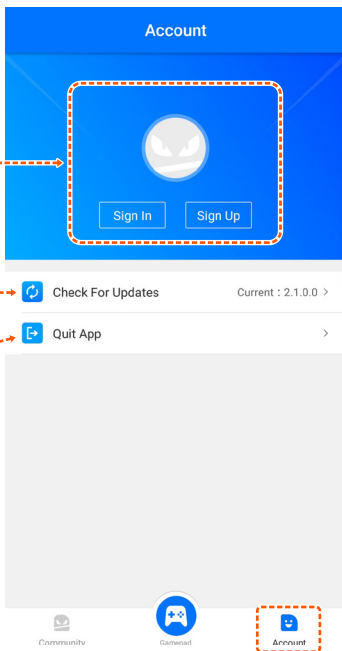 Account
Sign In Sign Up
Check For Updates Current : 2.1.0.0 >
Quit App >
Community Gamepad Account